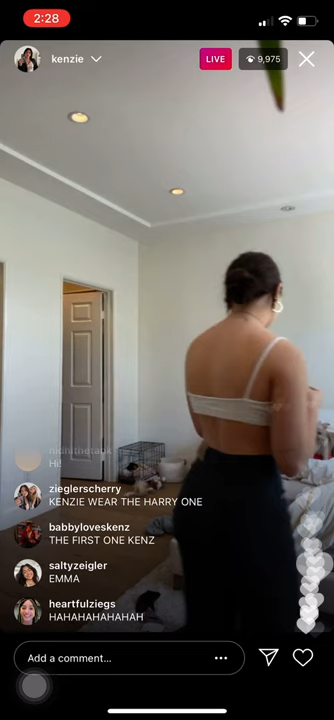 2:28
kenzie
LIVE
9,975
Hi!
zieglerscherry
KENZIE WEAR THE HARRY ONE
babbyloveskenz
THE FIRST ONE KENZ
saltyzeigler
EMMA
heartfulziegs
HAHAHAHAHAHAH
Add a comment...